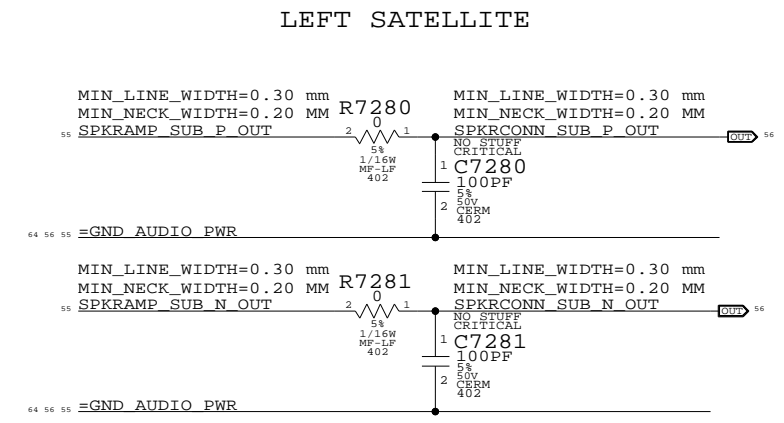 LEFT SATELLITE
MIN_LINE_WIDTH=0.30 mm
MIN_NECK_WIDTH=0.20 MM
55 SPKRAMP_SUB_P_OUT
R7280
0
2 1
5%
1/16W
MF-LF
402
MIN_LINE_WIDTH=0.30 mm
MIN_NECK_WIDTH=0.20 MM
SPKRCONN_SUB_P_OUT
OUT 56
NO STUFF
CRITICAL
1 C7280
100PF
5%
50V
2 CERM
402
64 56 55 =GND_AUDIO_PWR
MIN_LINE_WIDTH=0.30 mm
MIN_NECK_WIDTH=0.20 MM
55 SPKRAMP_SUB_N_OUT
R7281
0
2 1
5%
1/16W
MF-LF
402
MIN_LINE_WIDTH=0.30 mm
MIN_NECK_WIDTH=0.20 MM
SPKRCONN_SUB_N_OUT
OUT 56
NO STUFF
CRITICAL
1 C7281
100PF
5%
50V
2 CERM
402
64 56 55 =GND_AUDIO_PWR